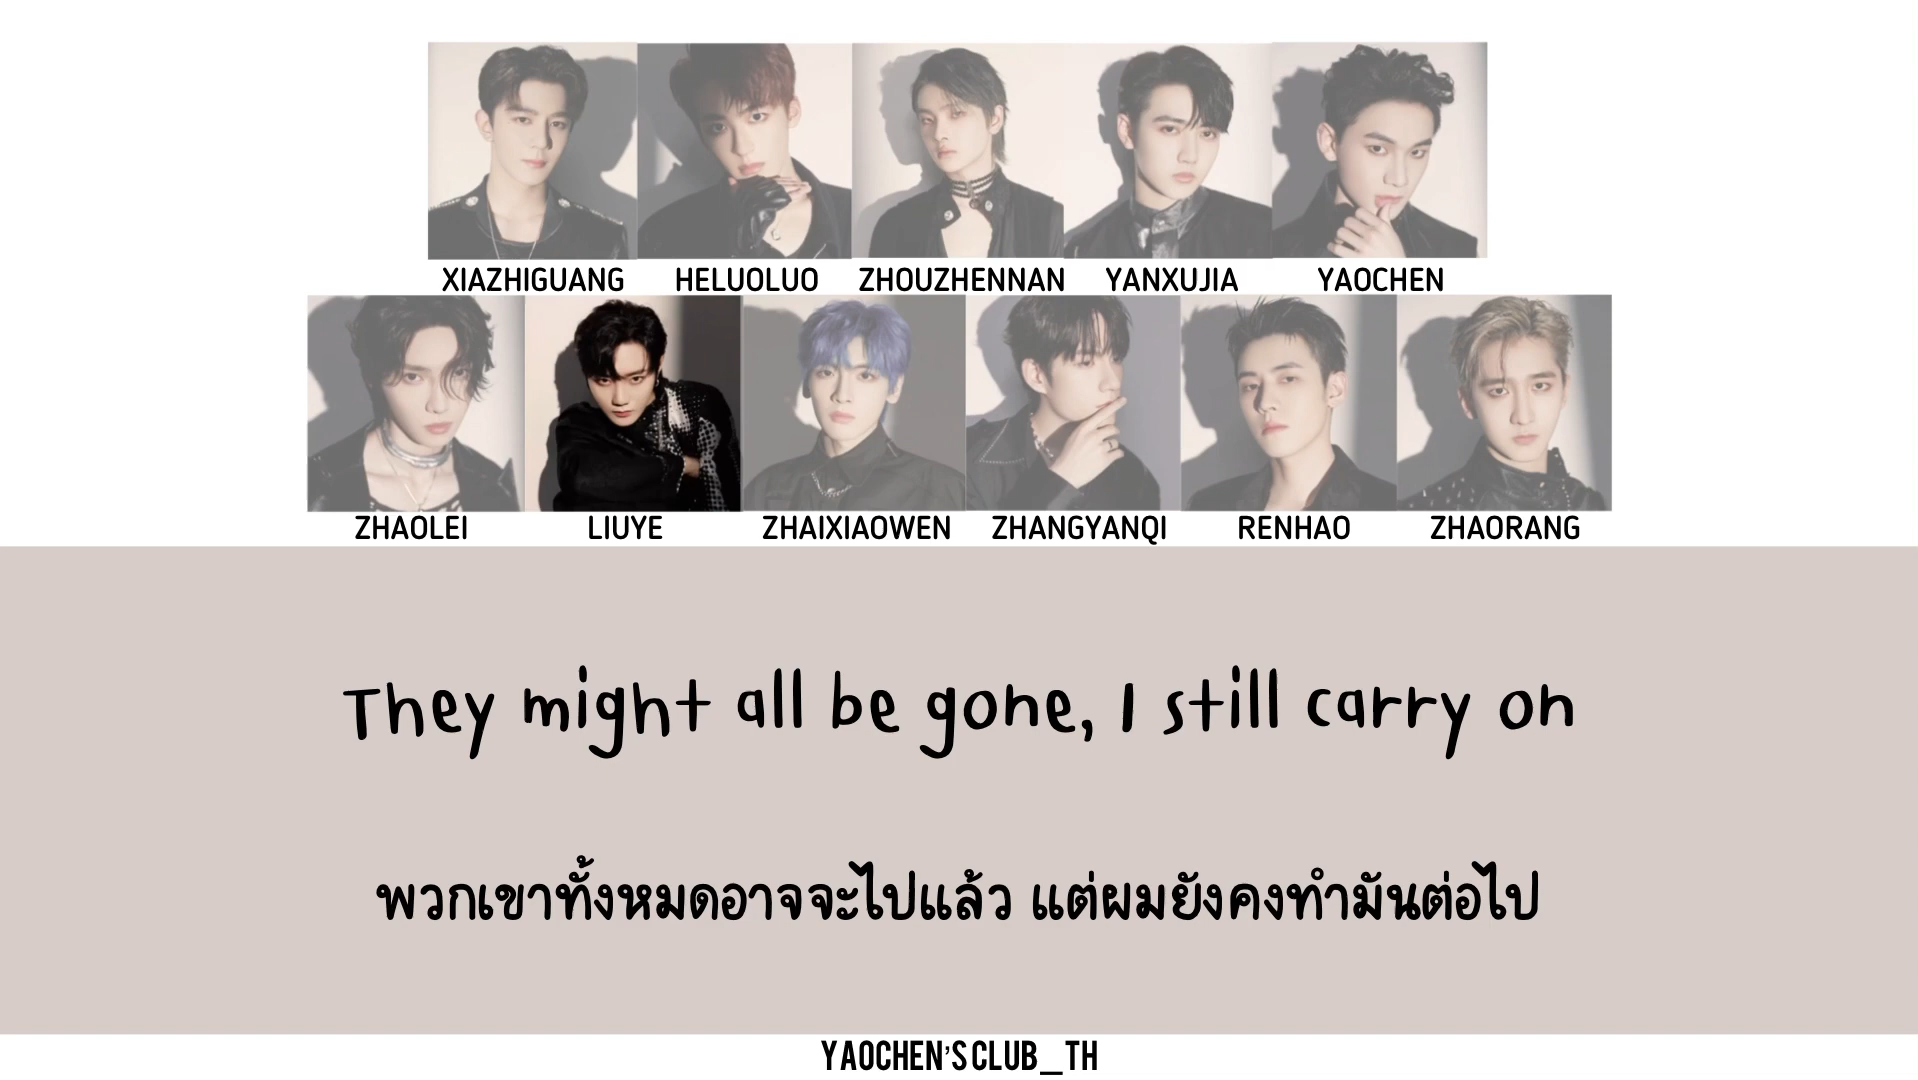 XIAZHIGUANG HELUOLUO ZHOUZHENNAN YANXUJIA YAOCHEN
ZHAOLEI LIUYE ZHAIXIAOWEN ZHANGYANQI RENHAO ZHAORANG
They might all be gone, I still carry on
พวกเขาทั้งหมดอาจจะไปแล้ว แต่ผมยังคงทำมันต่อไป
YAOCHEN'S CLUB_TH